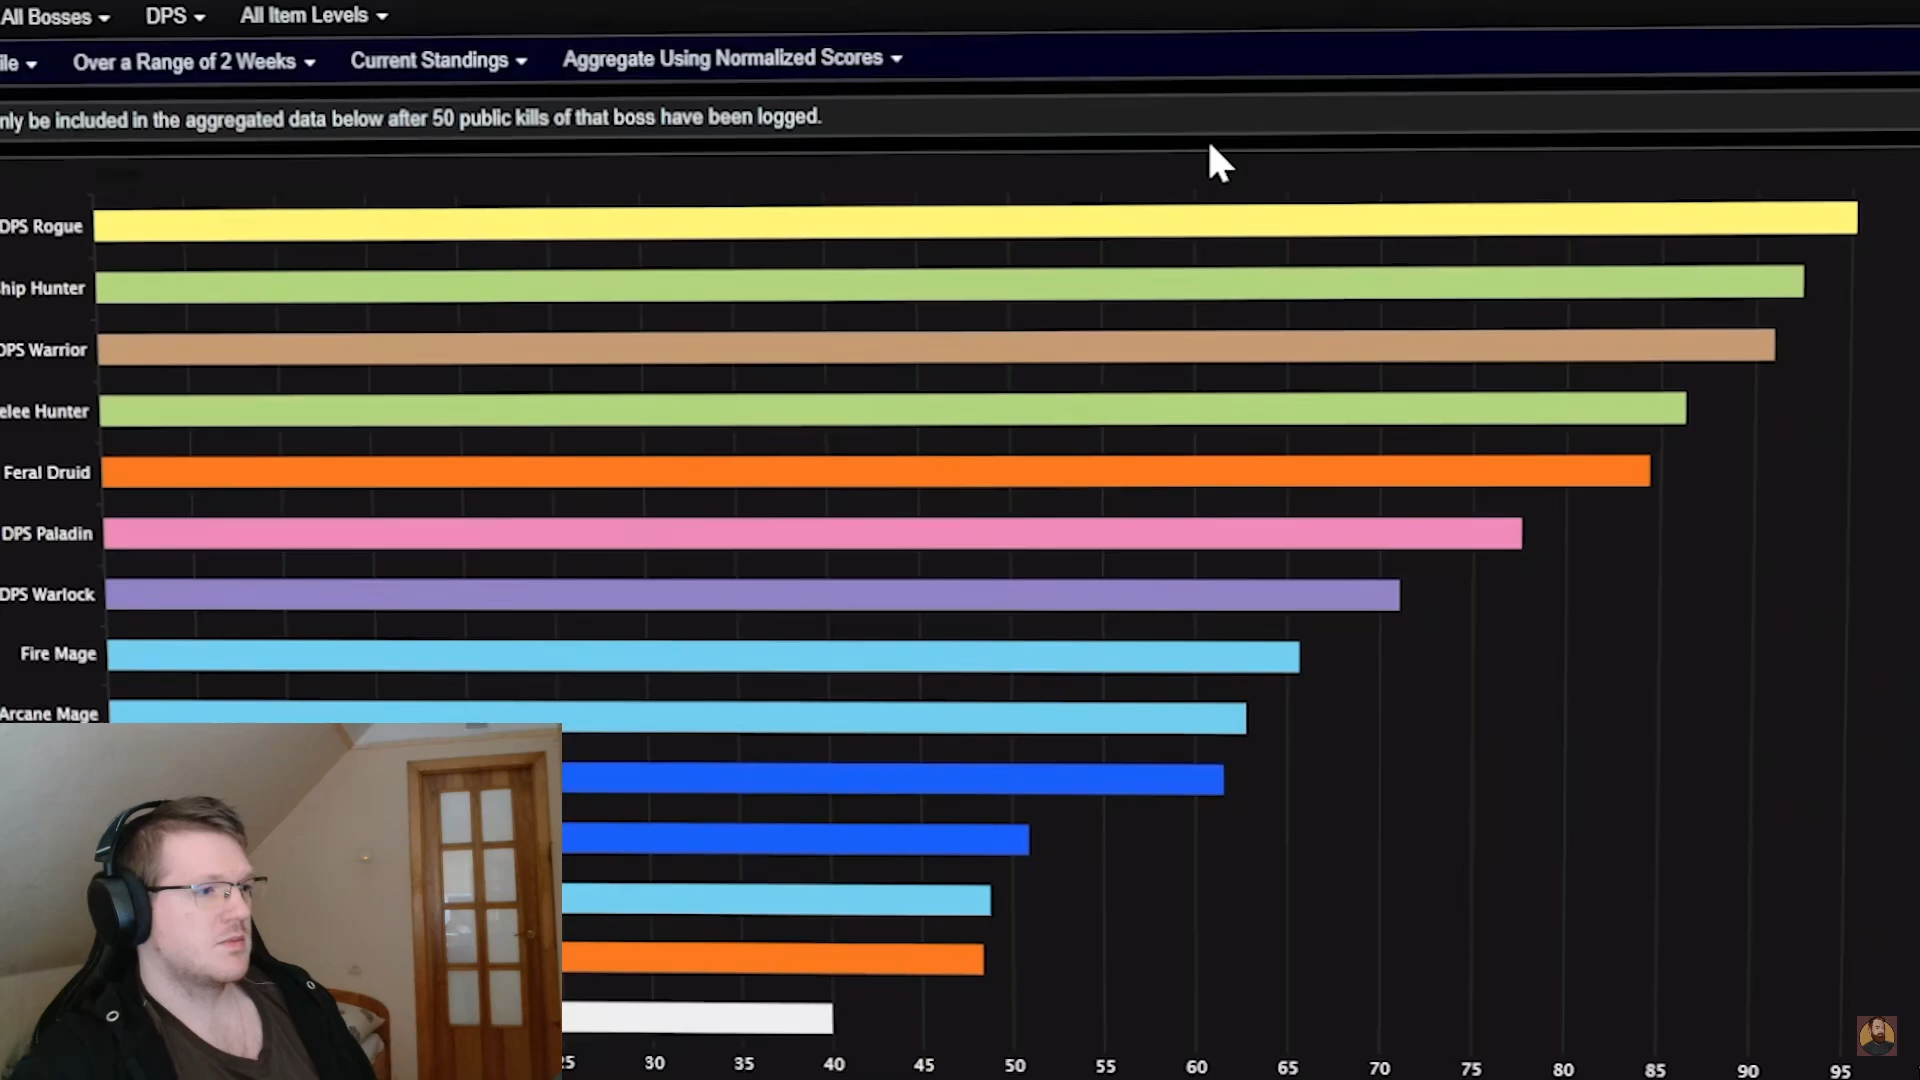 All Bosses DPS All Item Levels
ile Over a Range of 2 Weeks Current Standings Aggregate Using Normalized Scores
nly be included in the aggregated data below after 50 public kills of that boss have been logged.
DPS Rogue
hip Hunter
DPS Warrior
elee Hunter
Feral Druid
DPS Paladin
DPS Warlock
Fire Mage
Arcane Mage
25 30 35 40 45 50 55 60 65 70 75 80 85 90 95